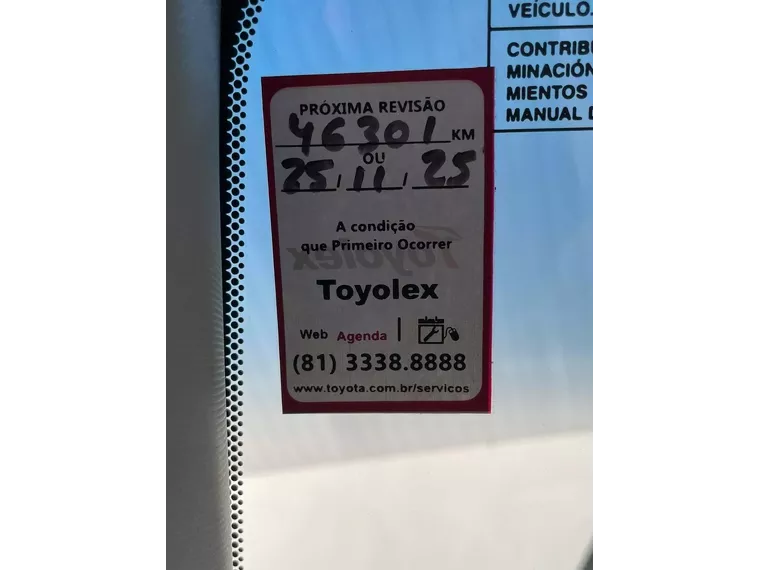 VEÍCULO.
MINACIÓN
MIENTOS
MANUAL
PRÓXIMA REVISÃO
46301 KM
OU
25/11/25
A condição
que Primeiro Ocorrer
Toyolex
Toyolex
Web Agenda
(81) 3338.8888
www.toyota.com.br/servicos